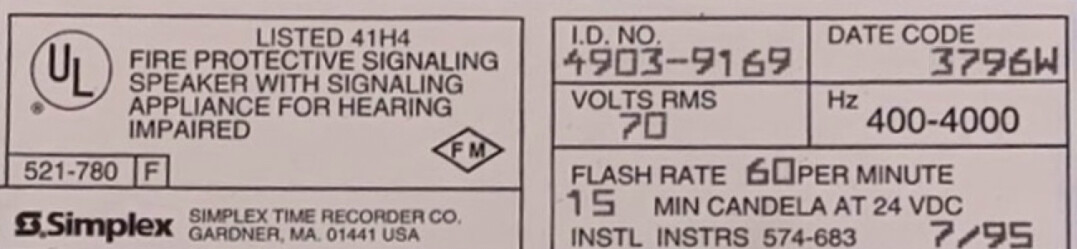 UL
®
LISTED 41H4
FIRE PROTECTIVE SIGNALING
SPEAKER WITH SIGNALING
APPLIANCE FOR HEARING
IMPAIRED
FM
521-780 F
Simplex
SIMPLEX TIME RECORDER CO.
GARDNER, MA. 01441 USA
I.D. NO.
4903-9169
DATE CODE
3796W
VOLTS RMS
70
Hz 400-4000
FLASH RATE 60 PER MINUTE
15 MIN CANDELA AT 24 VDC
INSTL INSTRS 574-683 7/95